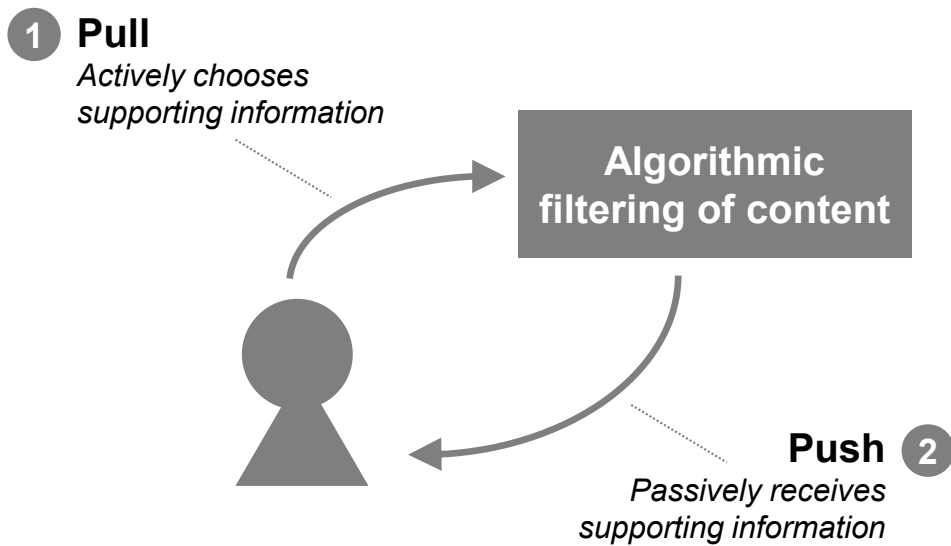 1 Pull
Actively chooses
supporting information
Algorithmic
filtering of content
Push 2
Passively receives
supporting information